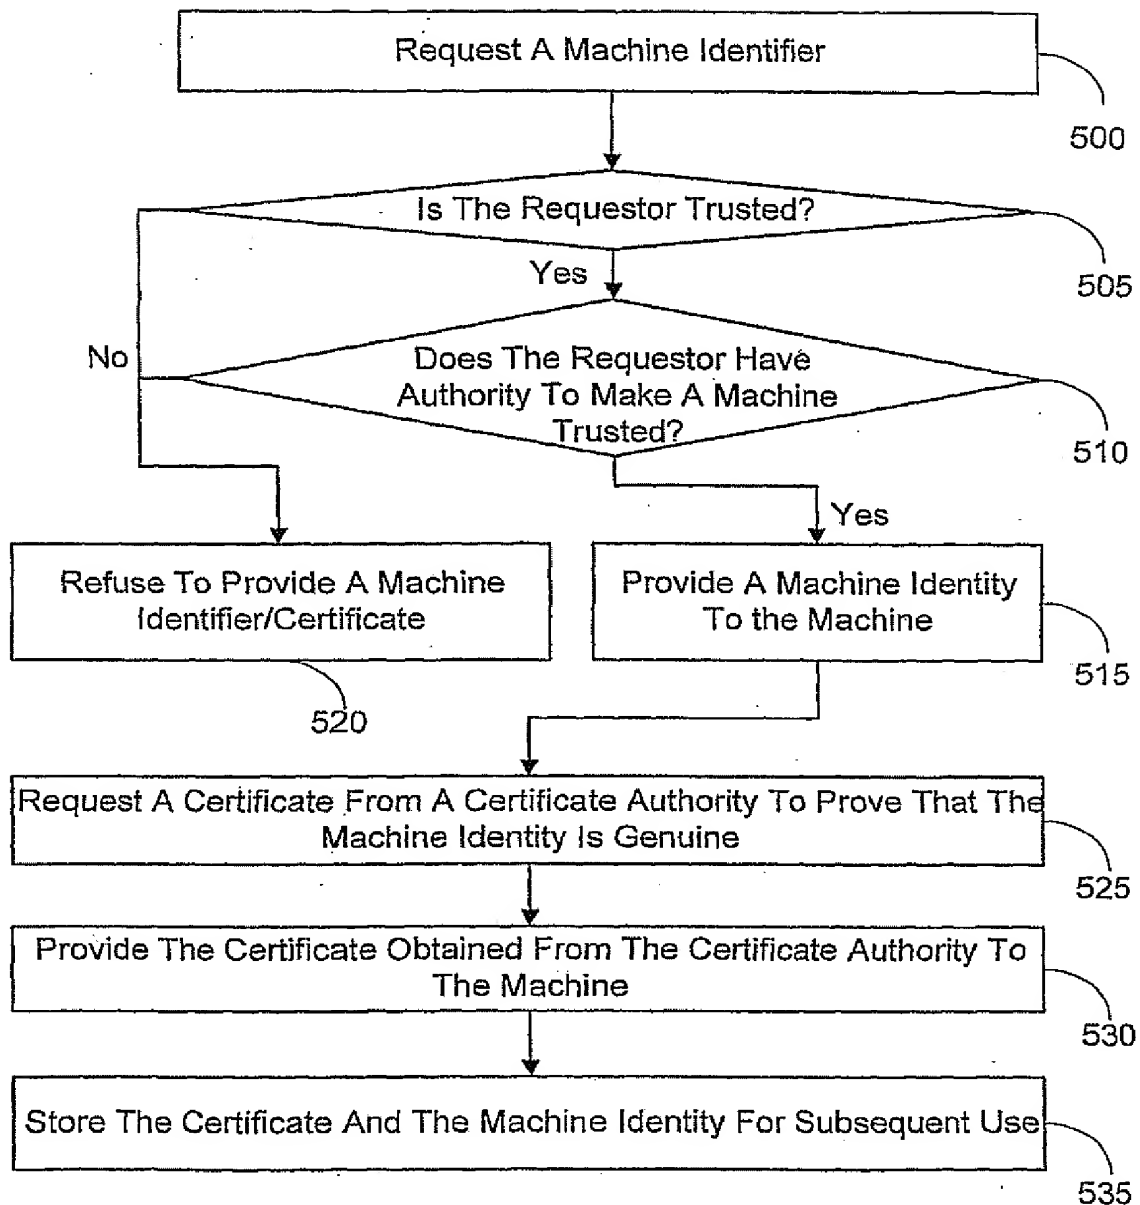 Request A Machine Identifier
500
Is The Requestor Trusted?
505
Yes
No
Does The Requestor Have
Authority To Make A Machine
Trusted?
510
Yes
Refuse To Provide A Machine
Identifier/Certificate
520
Provide A Machine Identity
To the Machine
515
Request A Certificate From A Certificate Authority To Prove That The
Machine Identity Is Genuine
525
Provide The Certificate Obtained From The Certificate Authority To
The Machine
530
Store The Certificate And The Machine Identity For Subsequent Use
535